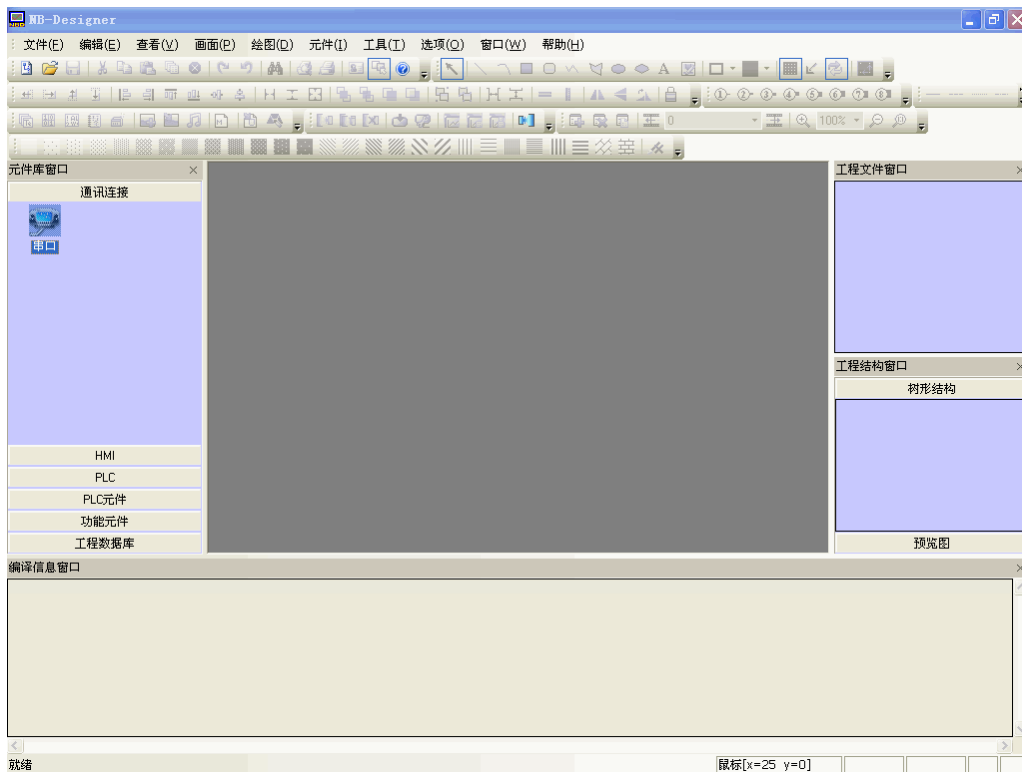 NB-Designer
文件(F) 编辑(E) 查看(V) 画面(P) 绘图(D) 元件(I) 工具(T) 选项(O) 窗口(W) 帮助(H)
0 100%
元件库窗口
通讯连接
串口
HMI
PLC
PLC元件
功能元件
工程数据库
工程文件窗口
工程结构窗口
树形结构
预览图
编译信息窗口
就绪
鼠标[x=25 y=0]